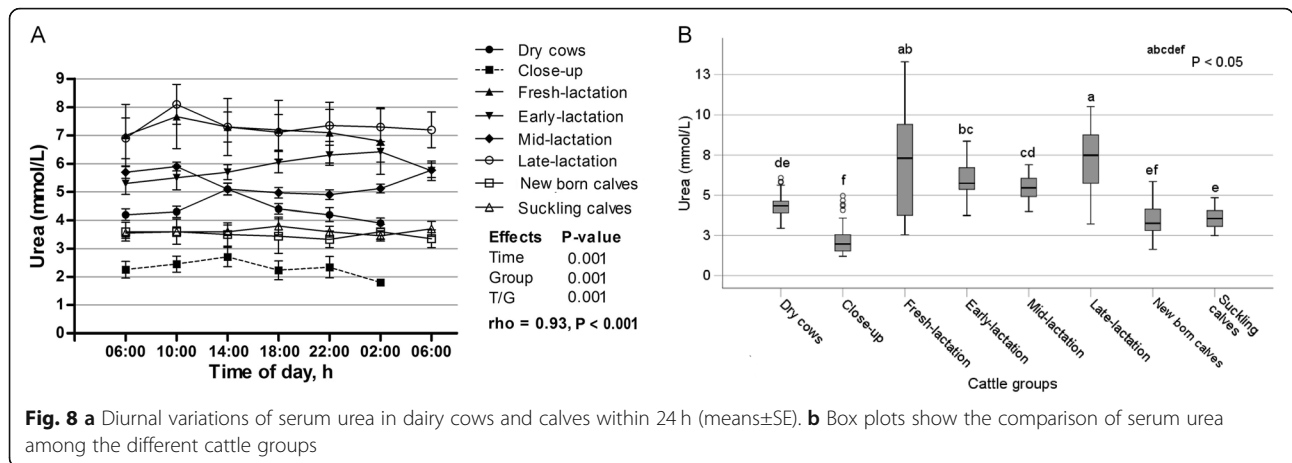 A
Urea (mmol/L)
9
8
7
6
5
4
3
2
1
0
06:00 10:00 14:00 18:00 22:00 02:00 06:00
Time of day, h
Dry cows
Close-up
Fresh-lactation
Early-lactation
Mid-lactation
Late-lactation
New born calves
Suckling calves
Effects P-value
Time 0.001
Group 0.001
T/G 0.001
rho = 0.93, P < 0.001
B
abcdef
P < 0.05
Urea (mmol/L)
13
10
8
5
3
0
de f ab bc cd a ef e
Dry cows
Close-up
Fresh-lactation
Early-lactation
Mid-lactation
Late-lactation
New born calves
Suckling
calves
Cattle groups
Fig. 8 a Diurnal variations of serum urea in dairy cows and calves within 24 h (means±SE). b Box plots show the comparison of serum urea
among the different cattle groups